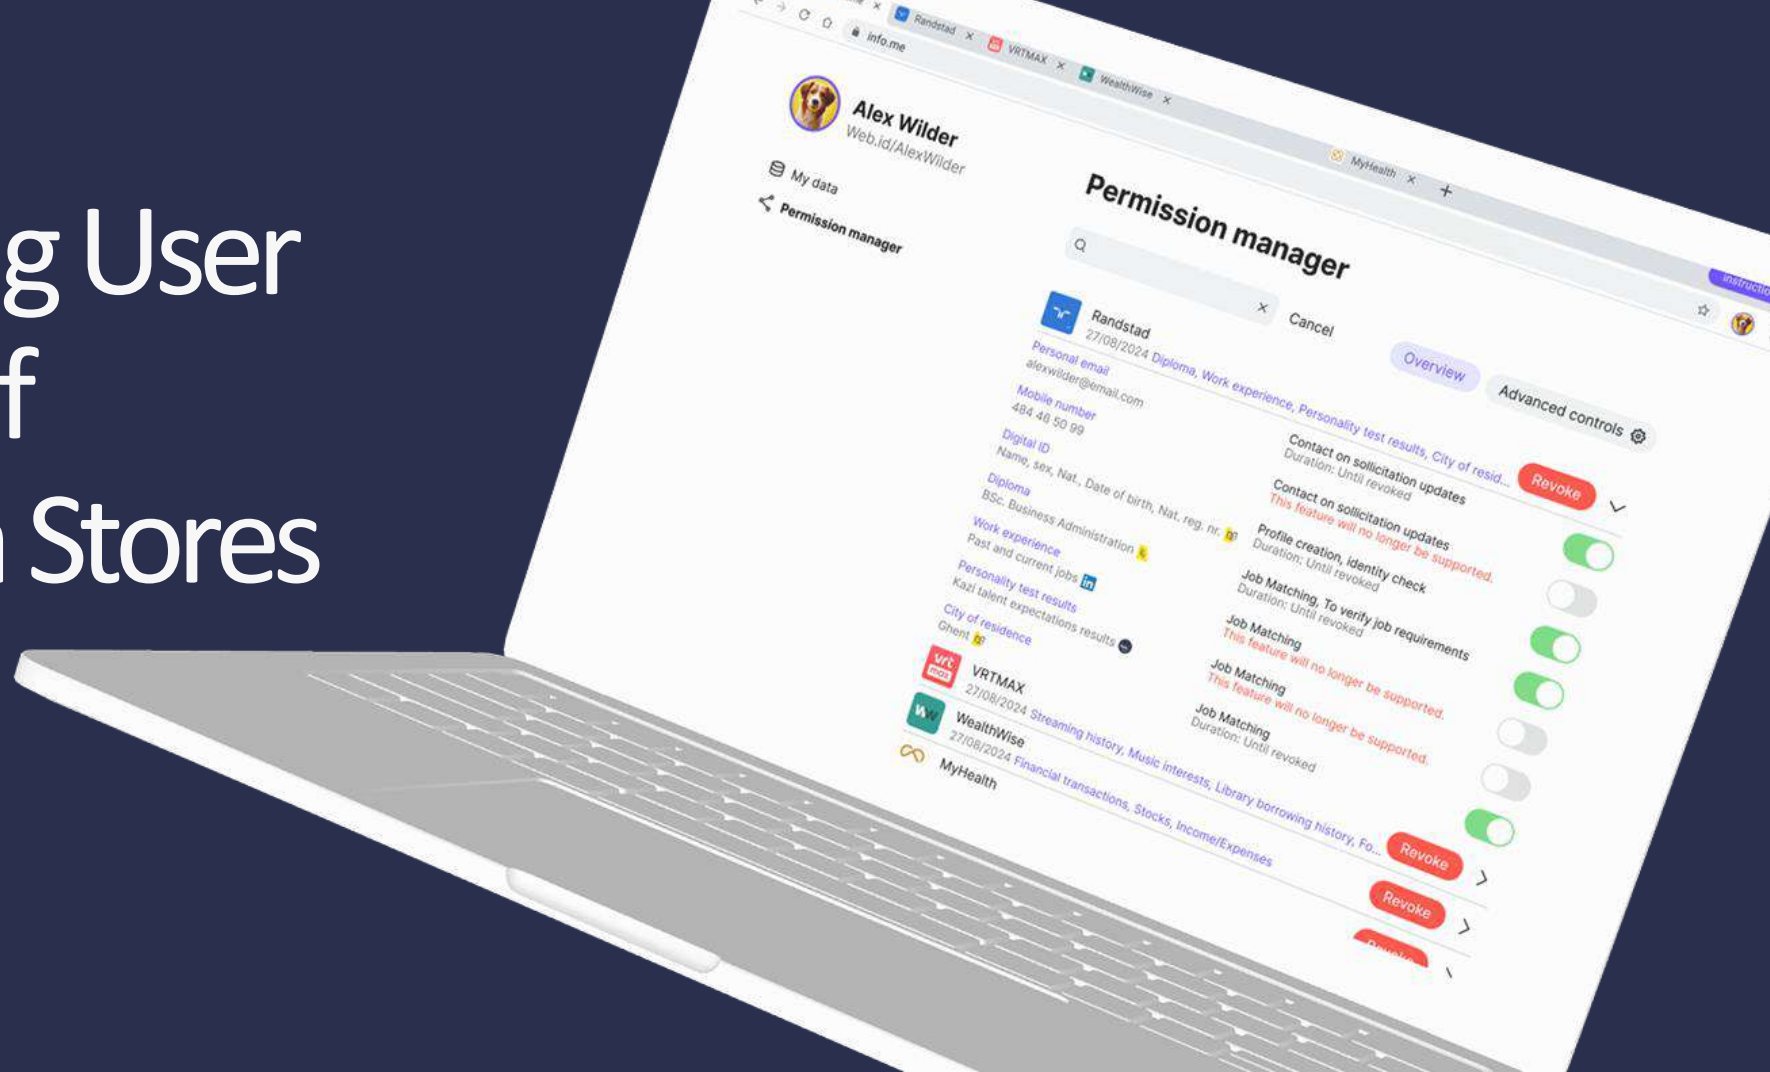 g User
f
Stores
Randstad
VRTMAX
WealthWise
MyHealth
info.me
Alex Wilder
Web.id/AlexWilder
My data
Permission manager
Permission manager
Cancel
Overview
Advanced controls
Randstad
27/08/2024 Diploma, Work experience, Personality test results, City of resid...
Revoke
Personal email
alexwilder@email.com
Contact on sollicitation updates
Duration: Until revoked
Mobile number
484 46 50 99
Contact on sollicitation updates
This feature will no longer be supported.
Digital ID
Name, sex, Nat., Date of birth, Nat. reg. nr.
Profile creation, identity check
Duration: Until revoked
Diploma
BSc. Business Administration
Job Matching, To verify job requirements
Duration: Until revoked
Work experience
Past and current jobs in
Job Matching
This feature will no longer be supported.
Personality test results
Kazi talent expectations results
Job Matching
This feature will no longer be supported.
City of residence
Ghent
Job Matching
Duration: Until revoked
vrt
max
VRTMAX
27/08/2024 Streaming history, Music interests, Library borrowing history, Fo...
Revoke
WW
WealthWise
27/08/2024 Financial transactions, Stocks, Income/Expenses
Revoke
MyHealth
Revoke